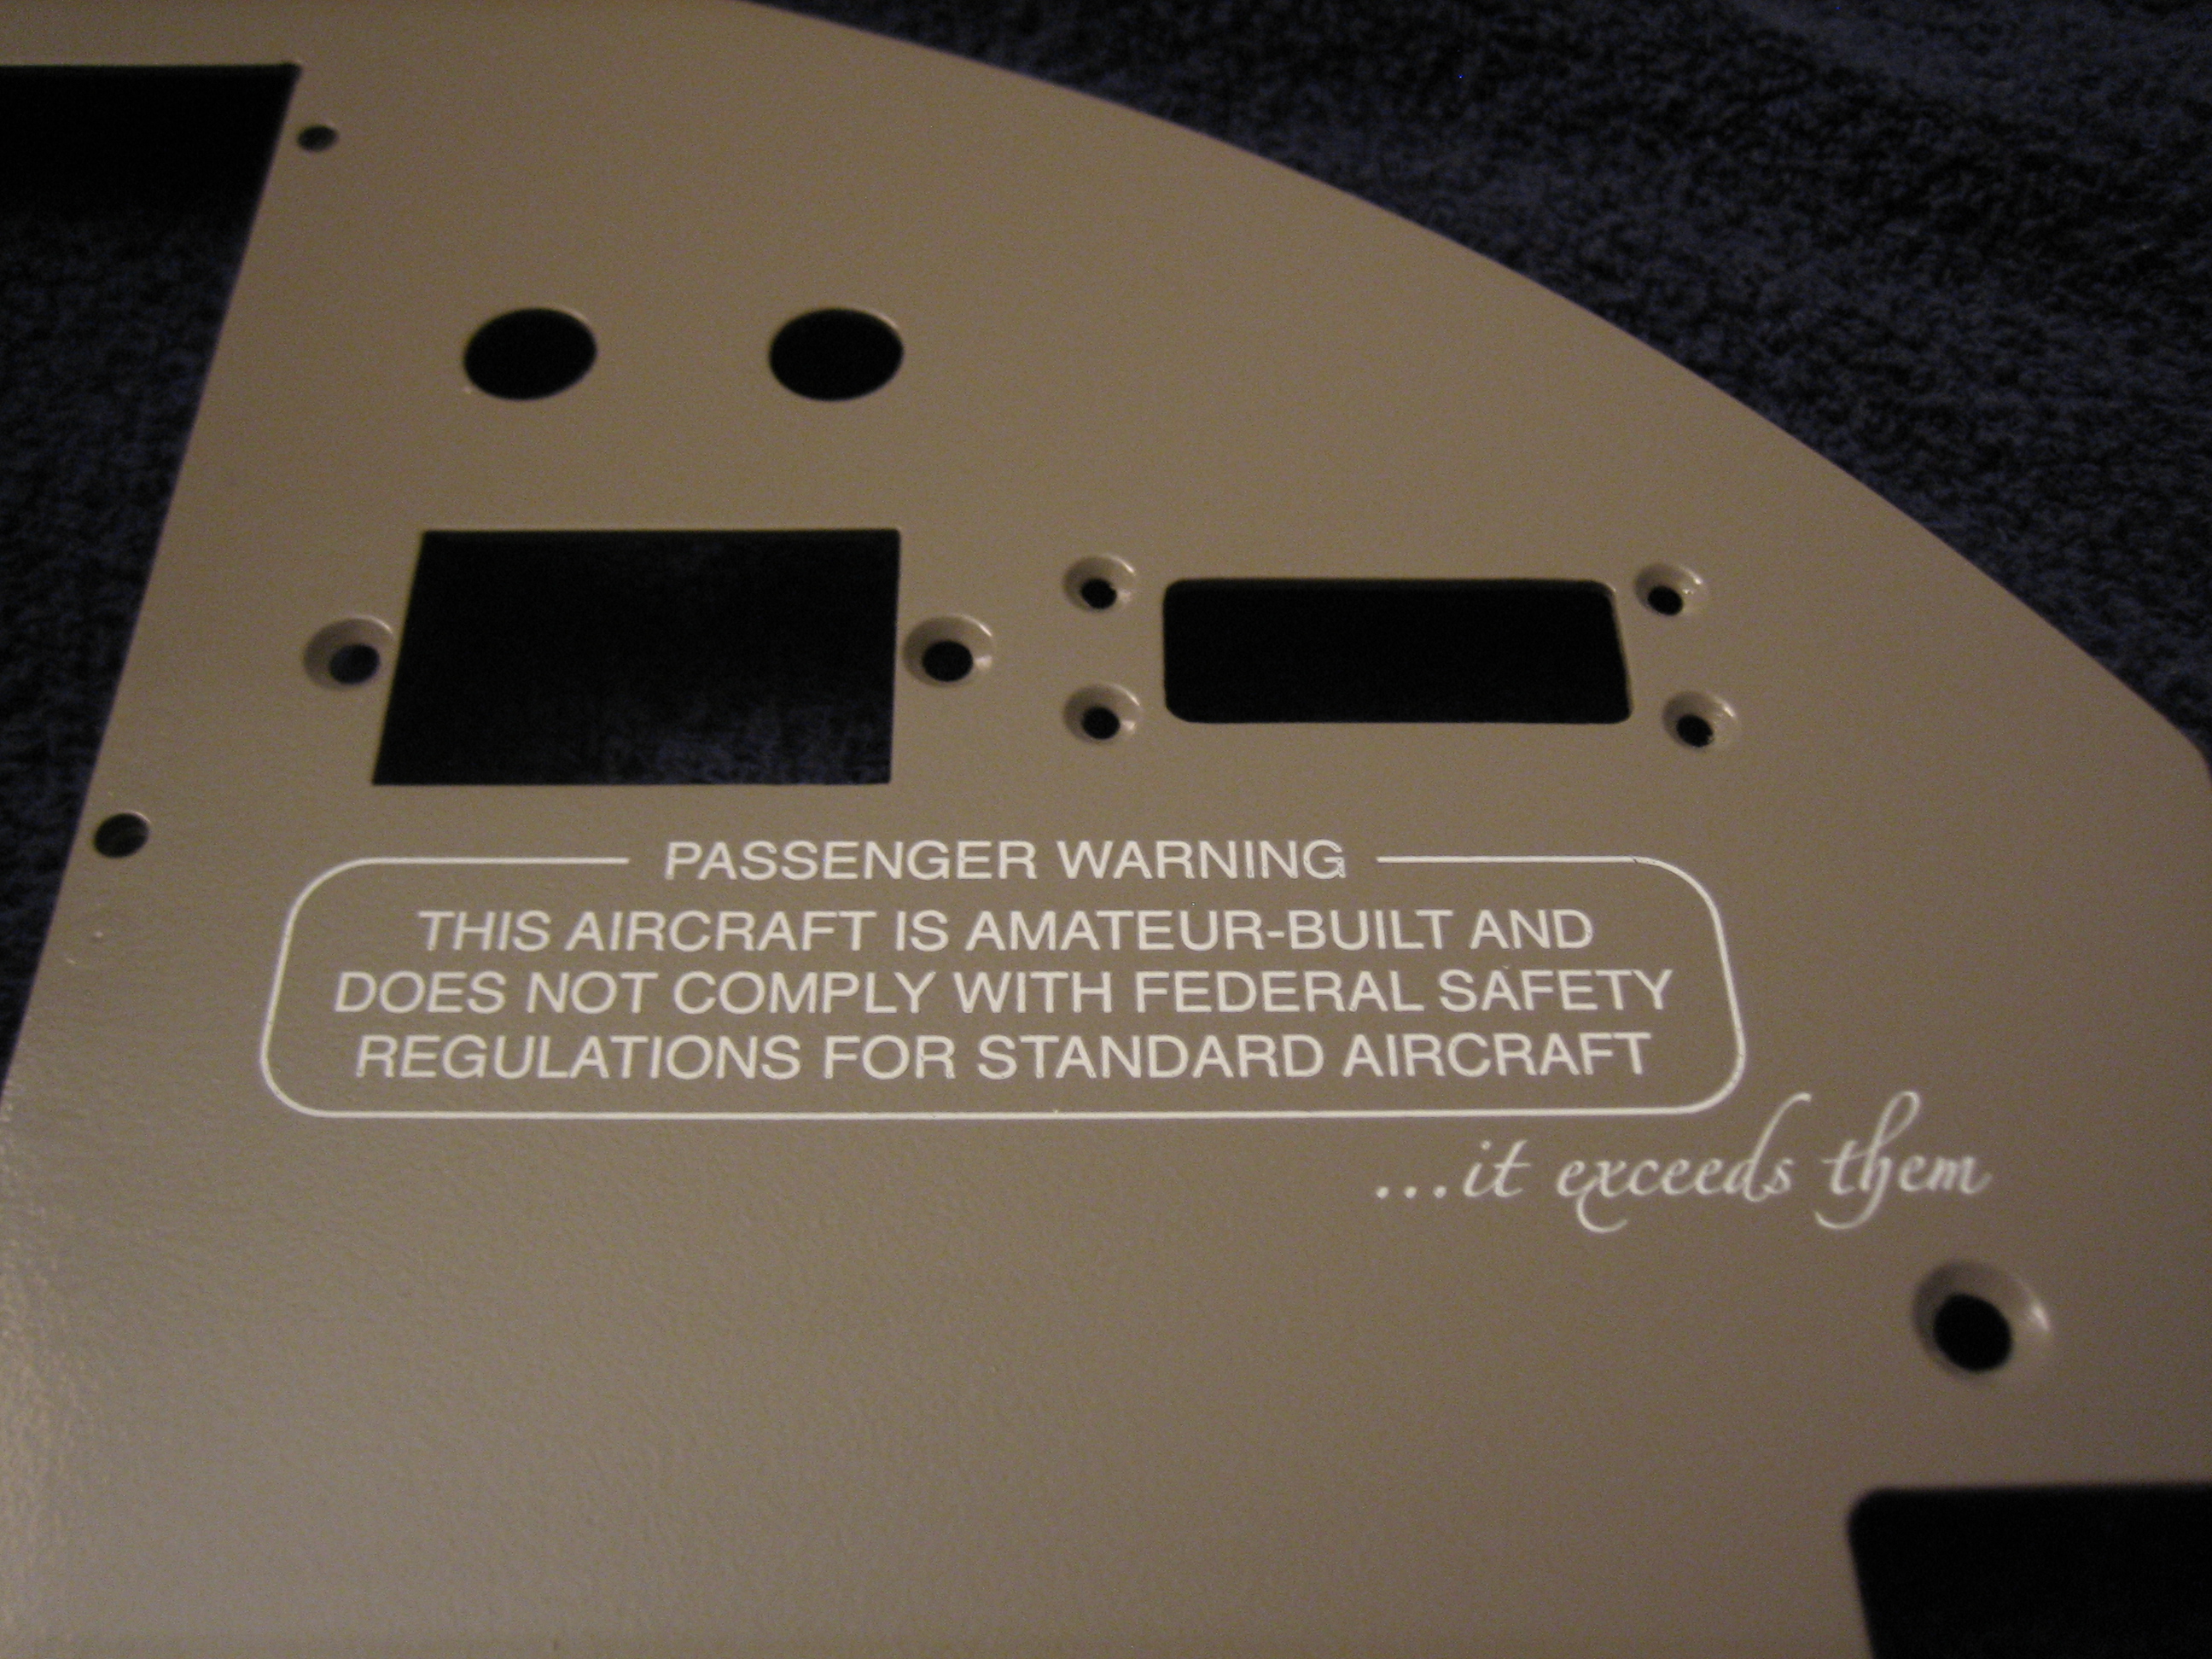 PASSENGER WARNING
THIS AIRCRAFT IS AMATEUR-BUILT AND
DOES NOT COMPLY WITH FEDERAL SAFETY
REGULATIONS FOR STANDARD AIRCRAFT
...it exceeds them